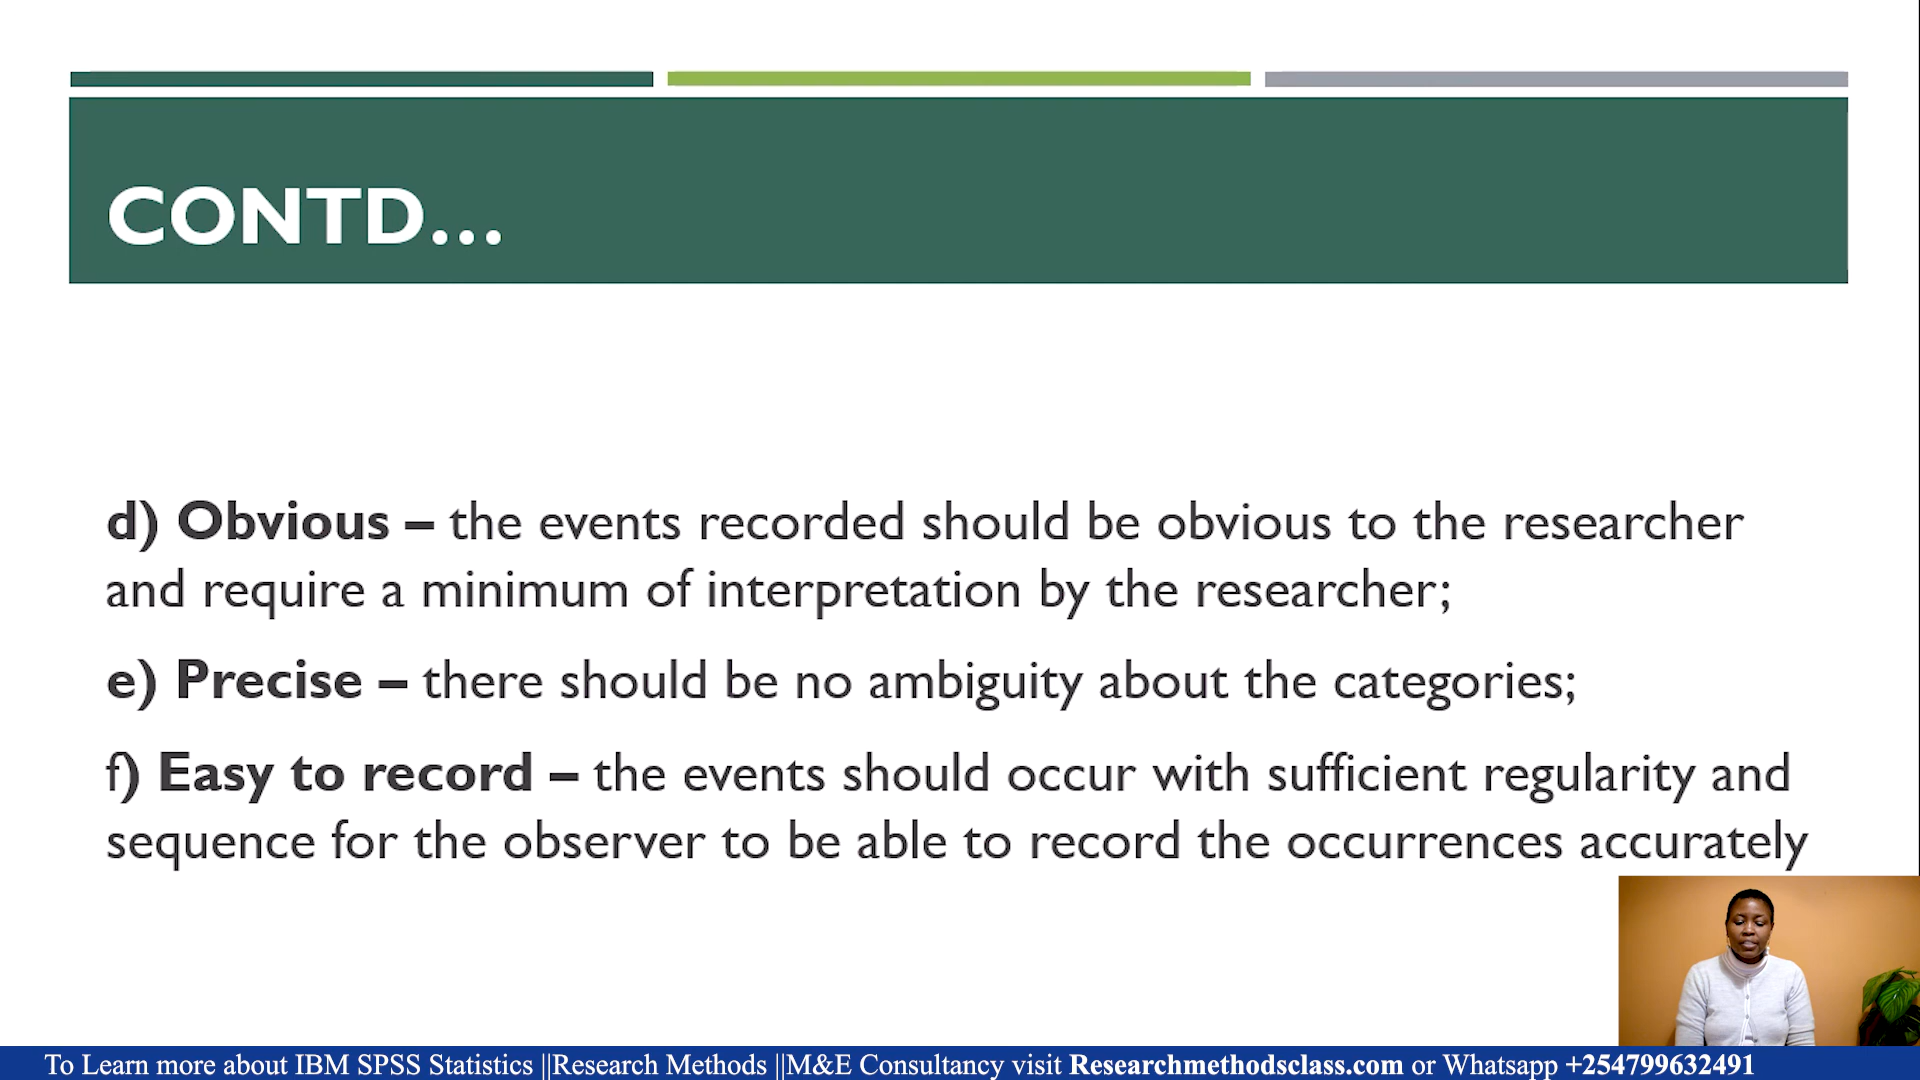 CONTD...
d) Obvious – the events recorded should be obvious to the researcher
and require a minimum of interpretation by the researcher;
e) Precise – there should be no ambiguity about the categories;
f) Easy to record – the events should occur with sufficient regularity and
sequence for the observer to be able to record the occurrences accurately
To Learn more about IBM SPSS Statistics ||Research Methods ||M&E Consultancy visit Researchmethodsclass.com or Whatsapp +254799632491